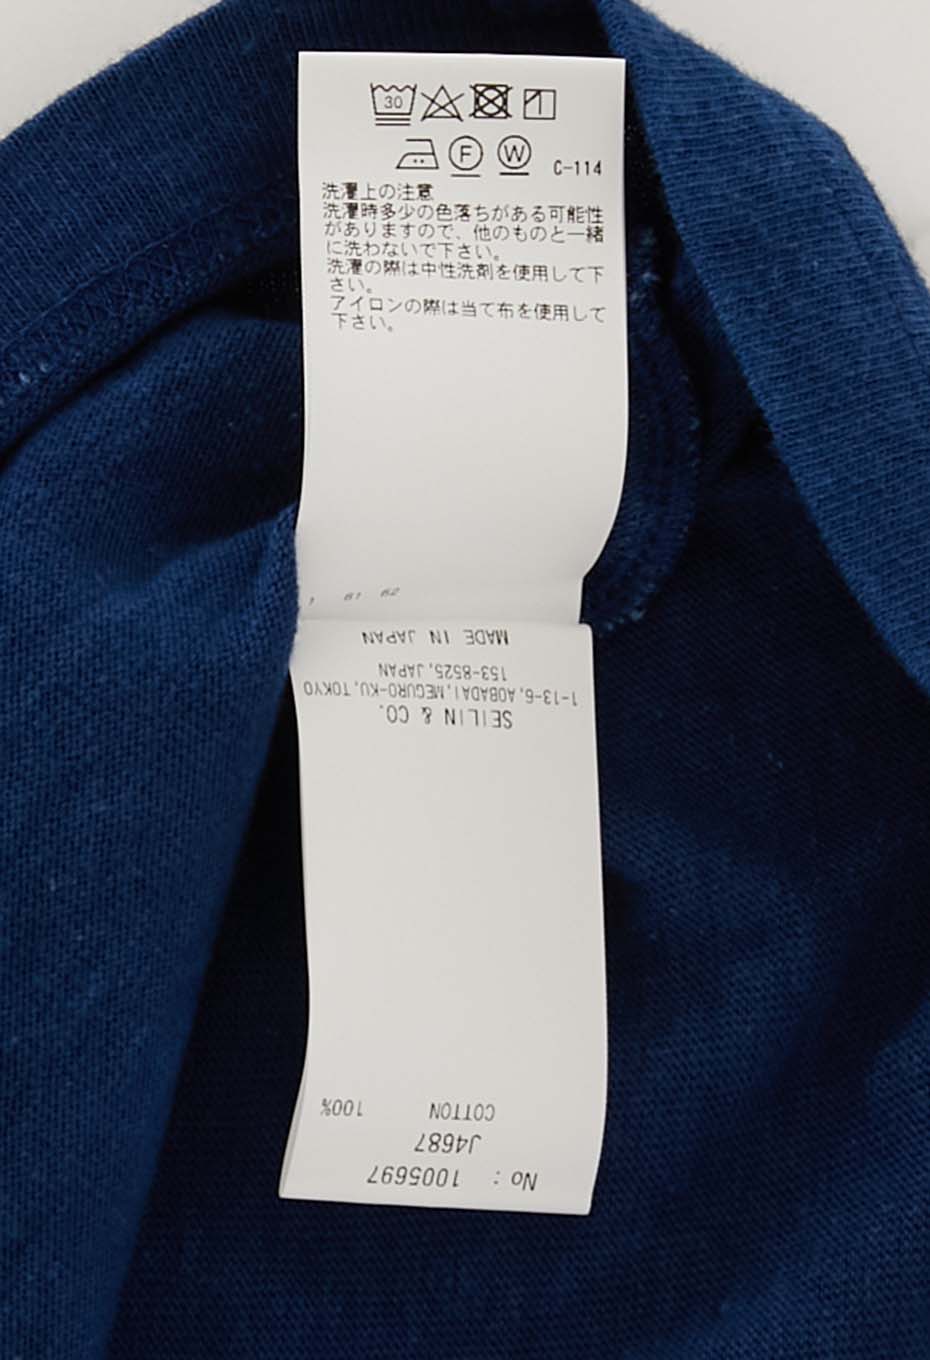 30
F W C-114
洗濯上の注意
洗濯時多少の色落ちがある可能性
がありますので、他のものと一緒
に洗わないで下さい。
洗濯の際は中性洗剤を使用して下
さい。
アイロンの際は当て布を使用して
下さい。
1 61 62
MADE IN JAPAN
153-8525, JAPAN
1-13-6, AOBADAI, MEGURO-KU, TOKYO
SEILIN & CO.
COTTON 100%
J4687
No : 1005697